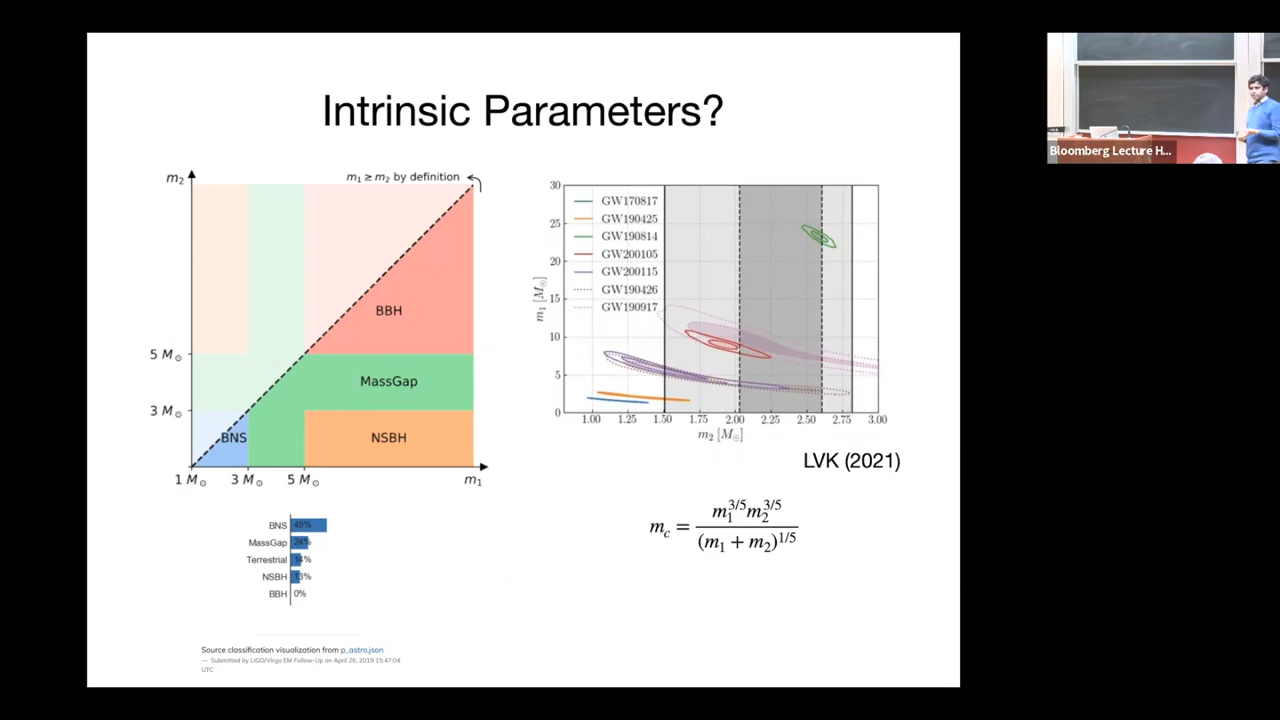 Intrinsic Parameters?
m₂
m₁ ≥ m₂ by definition
BBH
5 M⊙
MassGap
3 M⊙
BNS
NSBH
1 M⊙ 3 M⊙ 5 M⊙ m₁
30
25
20
15
10
5
0
m₁ [M⊙]
GW170817
GW190425
GW190814
GW200105
GW200115
GW190426
GW190917
1.00 1.25 1.50 1.75 2.00 2.25 2.50 2.75 3.00
m₂ [M⊙]
LVK (2021)
m_c = m₁^{3/5} m₂^{3/5} / (m₁ + m₂)^{1/5}
BNS 49%
MassGap 24%
Terrestrial 14%
NSBH 13%
BBH 0%
Source classification visualization from p_astro.json
— Submitted by LIGO/Virgo EM Follow-Up on April 26, 2019 15:47:04
UTC
Bloomberg Lecture H...